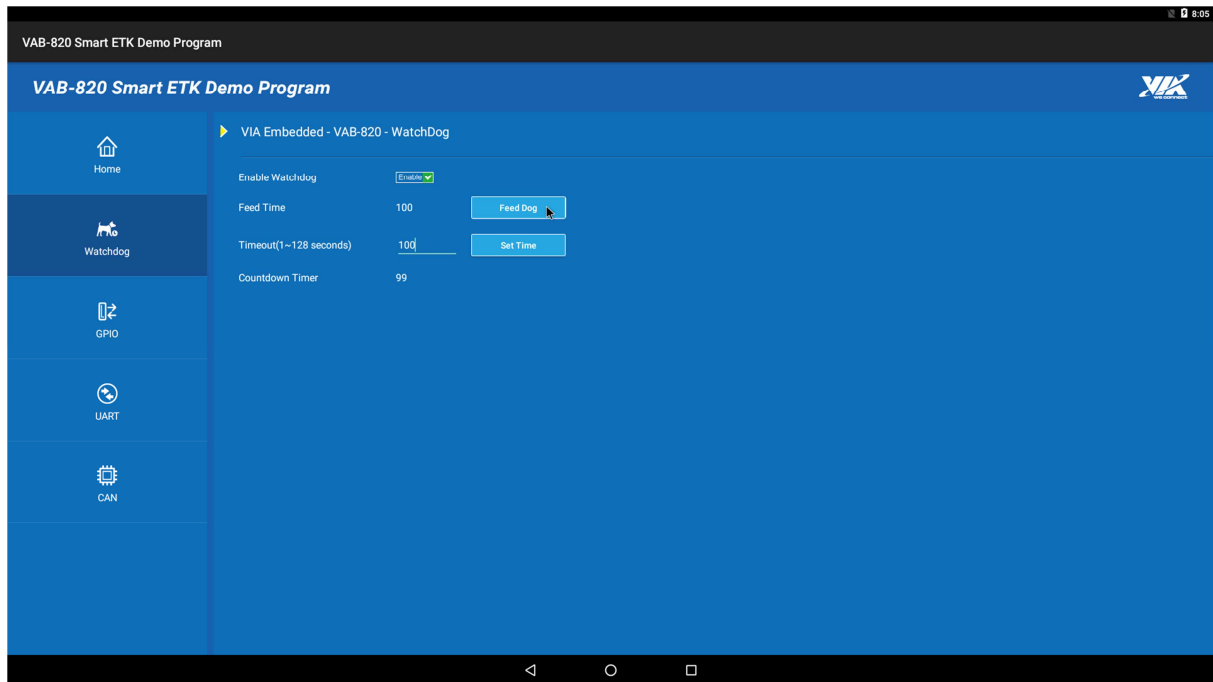 8:05
VAB-820 Smart ETK Demo Program
VAB-820 Smart ETK Demo Program
VIA
we connect
Home
Watchdog
GPIO
UART
CAN
VIA Embedded - VAB-820 - WatchDog
Enable Watchdog Enable
Feed Time 100 Feed Dog
Timeout(1~128 seconds) 100 Set Time
Countdown Timer 99